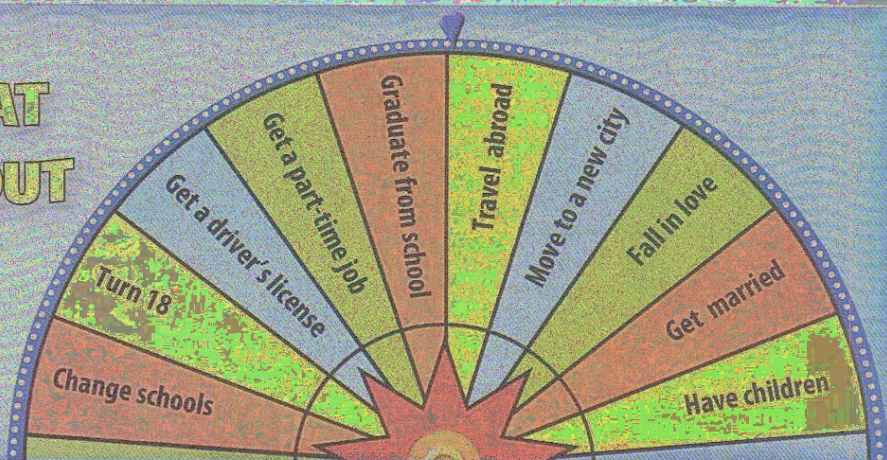 Change schools
Turn 18
Get a driver's license
Get a part-time job
Graduate from school
Travel abroad
Move to a new city
Fall in love
Get married
Have children